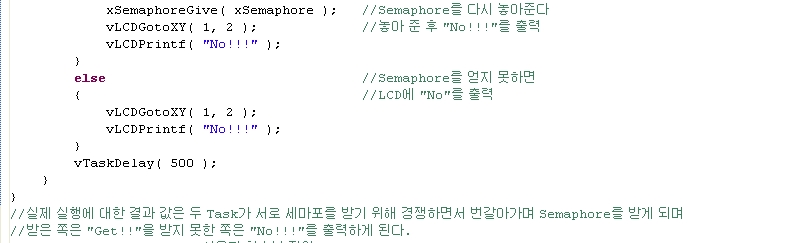 xSemaphoreGive( xSemaphore ); //Semaphore를 다시 놓아준다
vLCDGotoXY( 1, 2 ); //놓아 준 후 "No!!!"를 출력
vLCDPrintf( "No!!!" );
}
else //Semaphore를 얻지 못하면
{ //LCD에 "No"를 출력
vLCDGotoXY( 1, 2 );
vLCDPrintf( "No!!!" );
}
vTaskDelay( 500 );
}
}
//실제 실행에 대한 결과 값은 두 Task가 서로 세마포를 받기 위해 경쟁하면서 번갈아가며 Semaphore를 받게 되며
//받은 쪽은 "Get!!"을 받지 못한 쪽은 "No!!!"를 출력하게 된다.